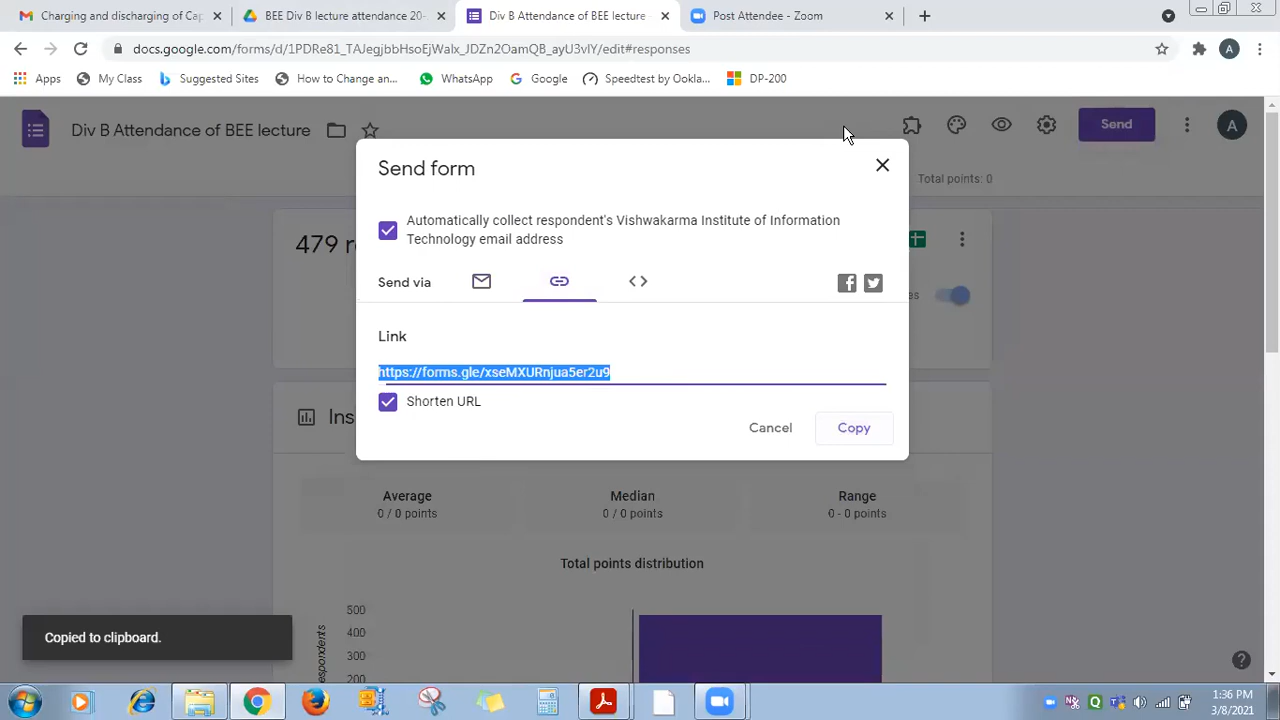 Charging and discharging of Ca
BEE Div B lecture attendance 20-
Div B Attendance of BEE lecture
Post Attendee - Zoom
docs.google.com/forms/d/1PDRe81_TAJegjbbHsoEjWalx_JDZn2OamQB_ayU3vlY/edit#responses
A
Apps
My Class
Suggested Sites
How to Change an...
WhatsApp
Google
Speedtest by Ookla...
DP-200
Div B Attendance of BEE lecture
Send
A
Send form
Total points: 0
Automatically collect respondent's Vishwakarma Institute of Information
Technology email address
479 r
Send via
es
Link
https://forms.gle/xseMXURnjua5er2u9
Shorten URL
Ins
Cancel
Copy
Average
Median
Range
0 / 0 points
0 / 0 points
0 - 0 points
Total points distribution
500
400
300
200
espondents
Copied to clipboard.
1:36 PM
3/8/2021